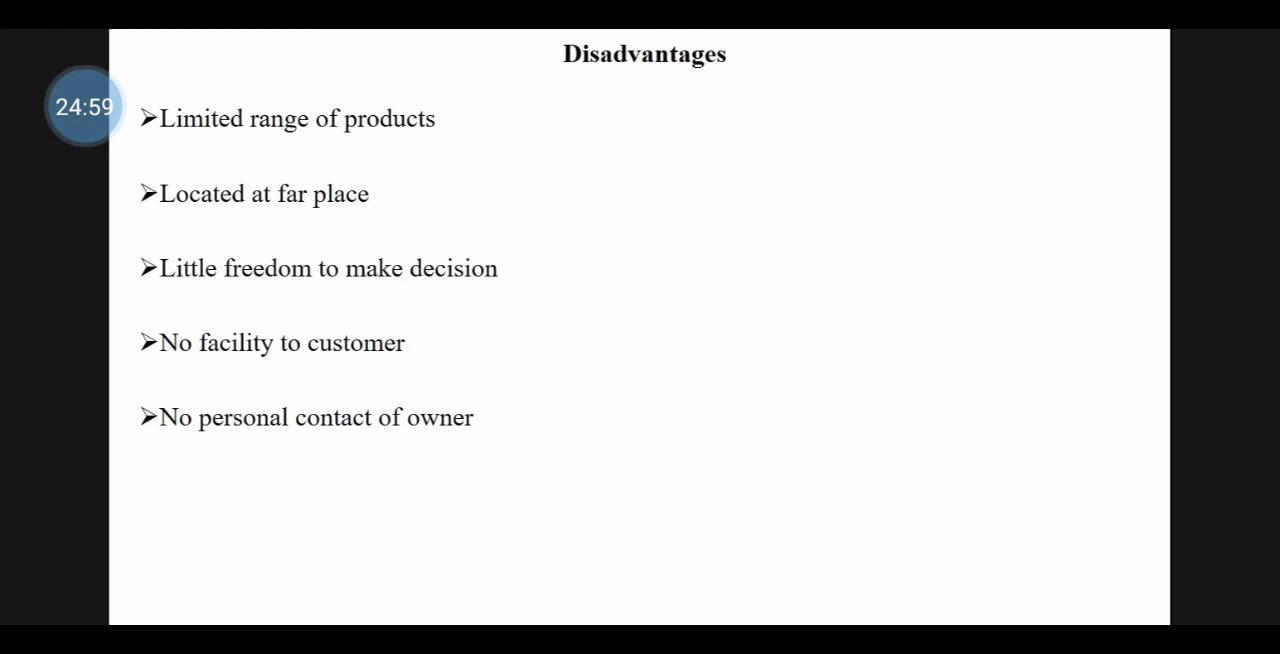 Disadvantages
24:59
➢Limited range of products
➢Located at far place
➢Little freedom to make decision
➢No facility to customer
➢No personal contact of owner